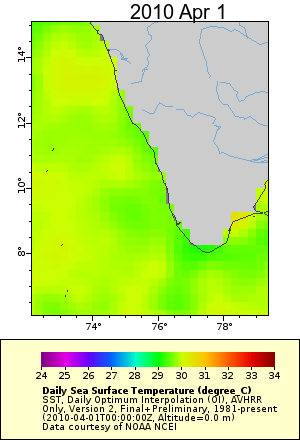 2010 Apr 1
14°
12°
10°
8°
74°
76°
78°
24 25 26 27 28 29 30 31 32 33 34
Daily Sea Surface Temperature (degree_C)
SST, Daily Optimum Interpolation (OI), AVHRR
Only, Version 2, Final+Preliminary, 1981-present
(2010-04-01T00:00:00Z, Altitude=0.0 m)
Data courtesy of NOAA NCEI